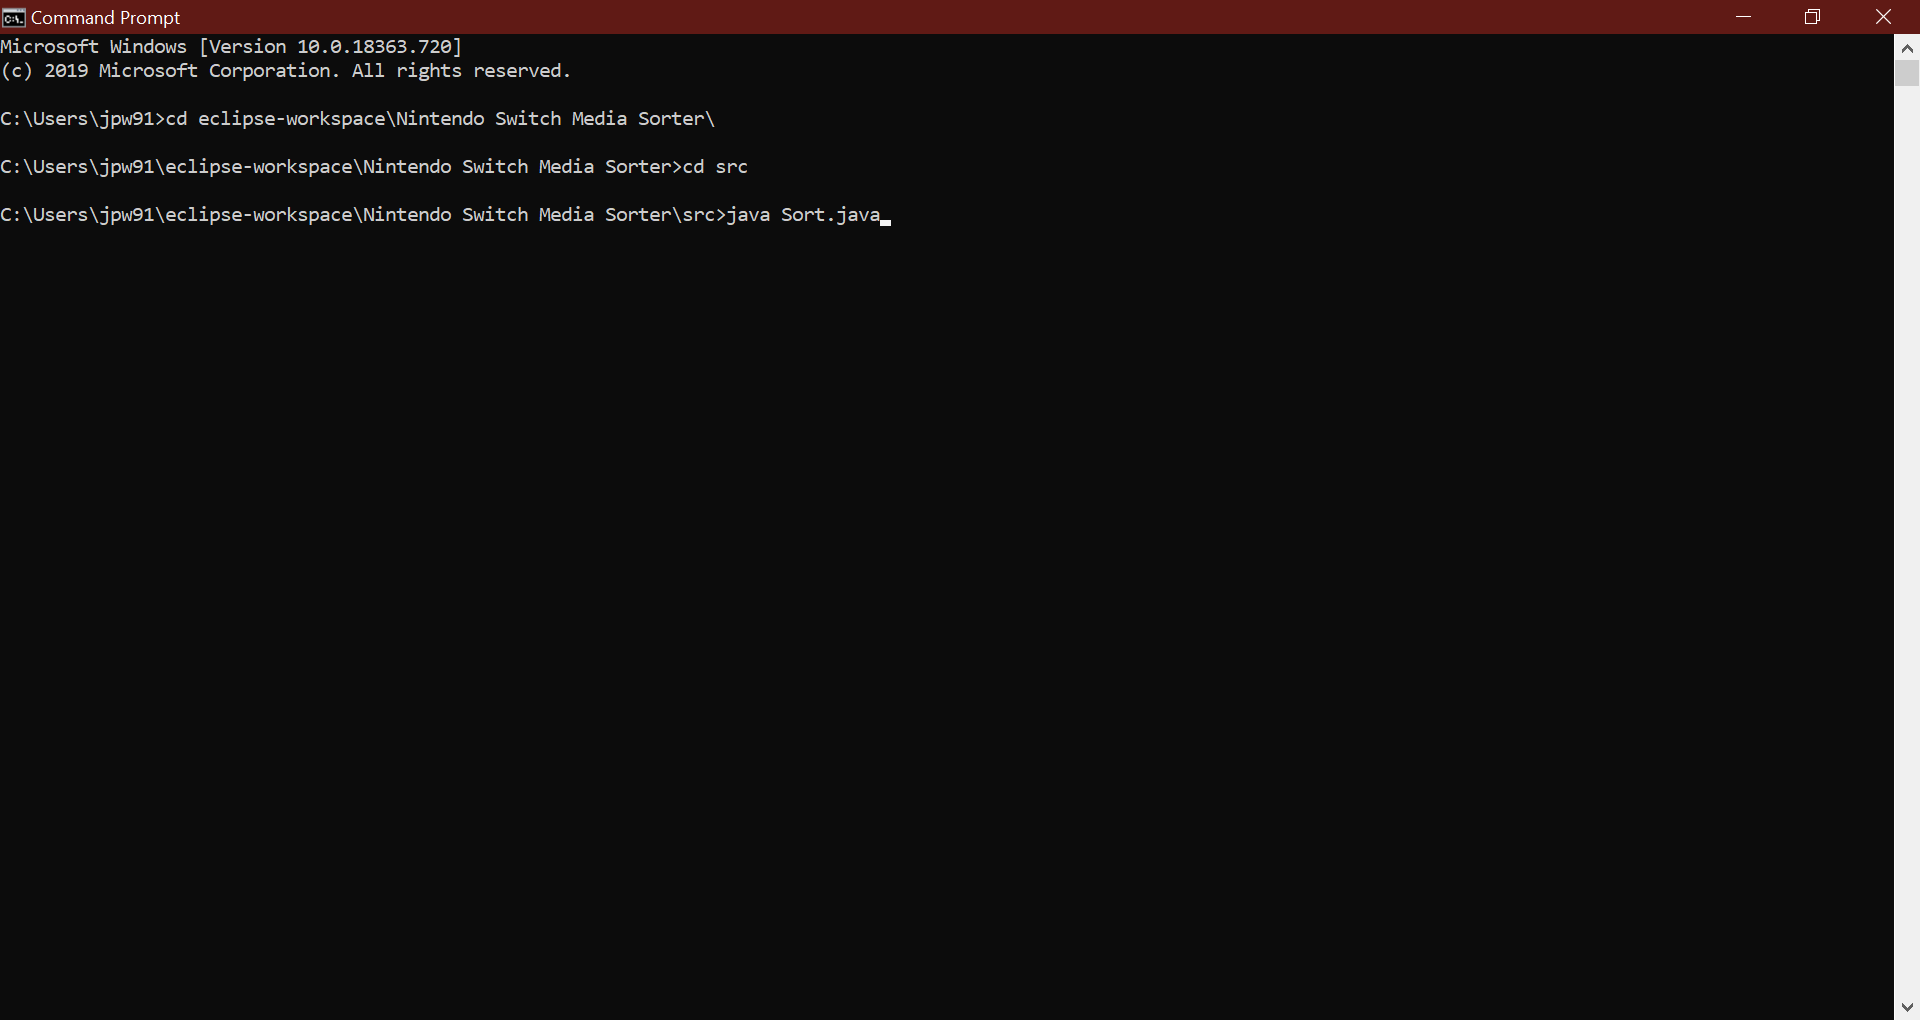 Command Prompt
Microsoft Windows [Version 10.0.18363.720]
(c) 2019 Microsoft Corporation. All rights reserved.
C:\Users\jpw91>cd eclipse-workspace\Nintendo Switch Media Sorter\
C:\Users\jpw91\eclipse-workspace\Nintendo Switch Media Sorter>cd src
C:\Users\jpw91\eclipse-workspace\Nintendo Switch Media Sorter\src>java Sort.java